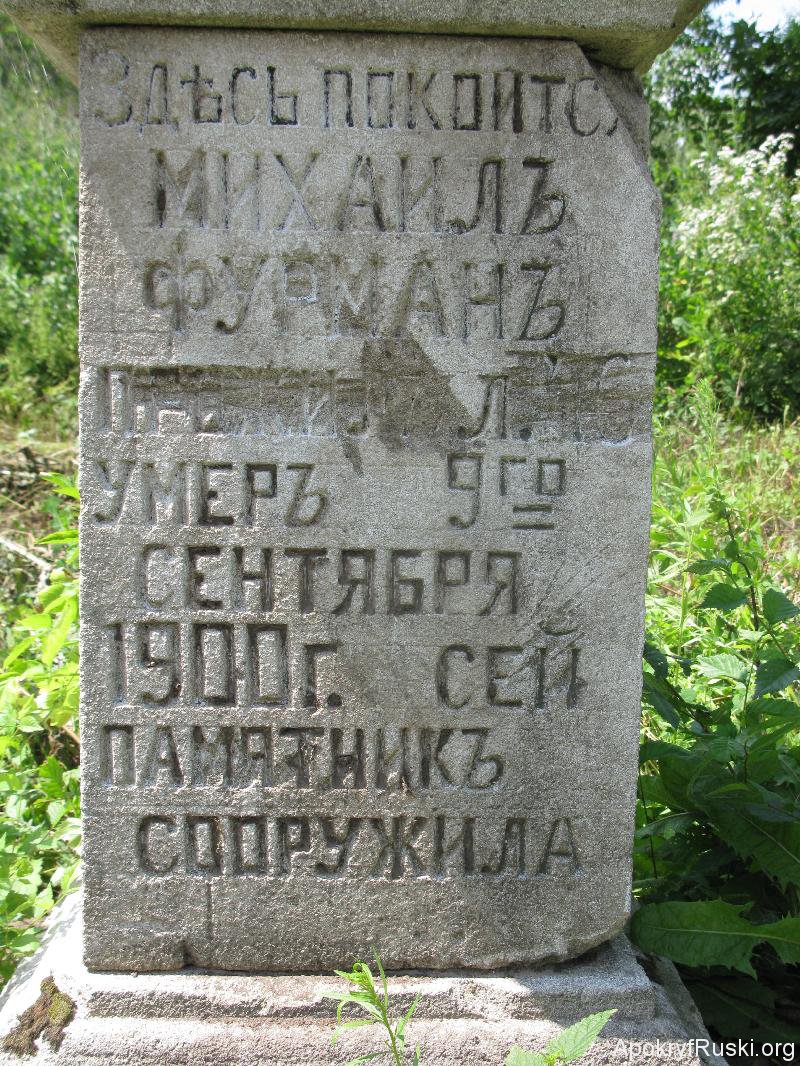 ЗДѢСЬ ПОКОИТСЯ
МИХАИЛЪ
ФУРМАНЪ
УМЕРЪ 9ГО
СЕНТЯБРЯ
1900Г. СЕЙ
ПАМЯТНИКЪ
СООРУЖИЛА
ApokryfRuski.org